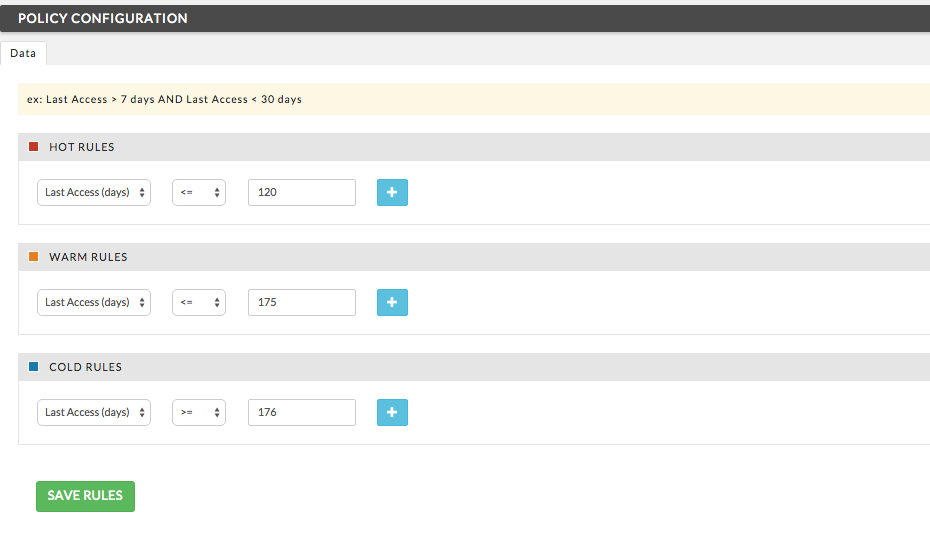 POLICY CONFIGURATION
Data
ex: Last Access > 7 days AND Last Access < 30 days
HOT RULES
Last Access (days) <= 120 +
WARM RULES
Last Access (days) <= 175 +
COLD RULES
Last Access (days) >= 176 +
SAVE RULES